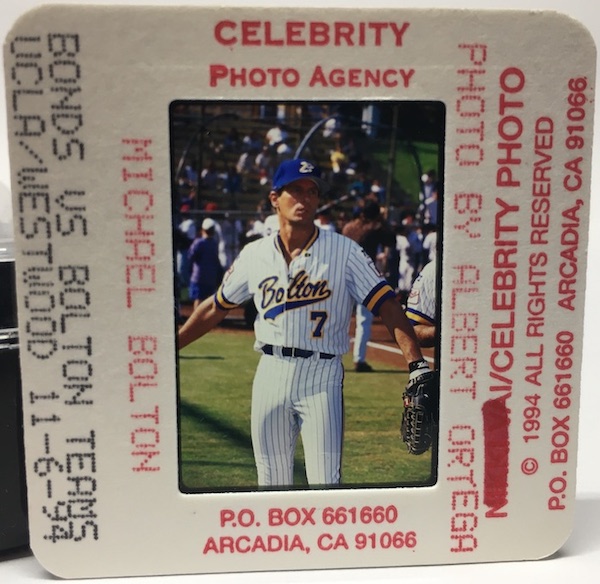 CELEBRITY
PHOTO AGENCY
BONDS VS BOLTON TEAMS
UCLA/WESTWOOD 11-6-94
MICHAEL BOLTON
Bolton
7
PHOTO BY ALBERT ORTEGA
AI/CELEBRITY PHOTO
© 1994 ALL RIGHTS RESERVED
P.O. BOX 661660 ARCADIA, CA 91066
P.O. BOX 661660
ARCADIA, CA 91066